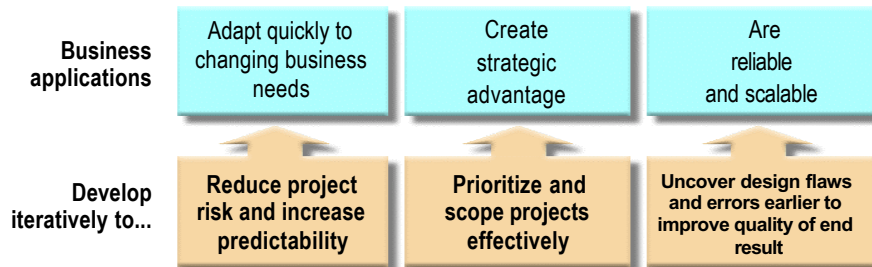 Business
applications
Adapt quickly to
changing business
needs
Create
strategic
advantage
Are
reliable
and scalable
Develop
iteratively to...
Reduce project
risk and increase
predictability
Prioritize and
scope projects
effectively
Uncover design flaws
and errors earlier to
improve quality of end
result